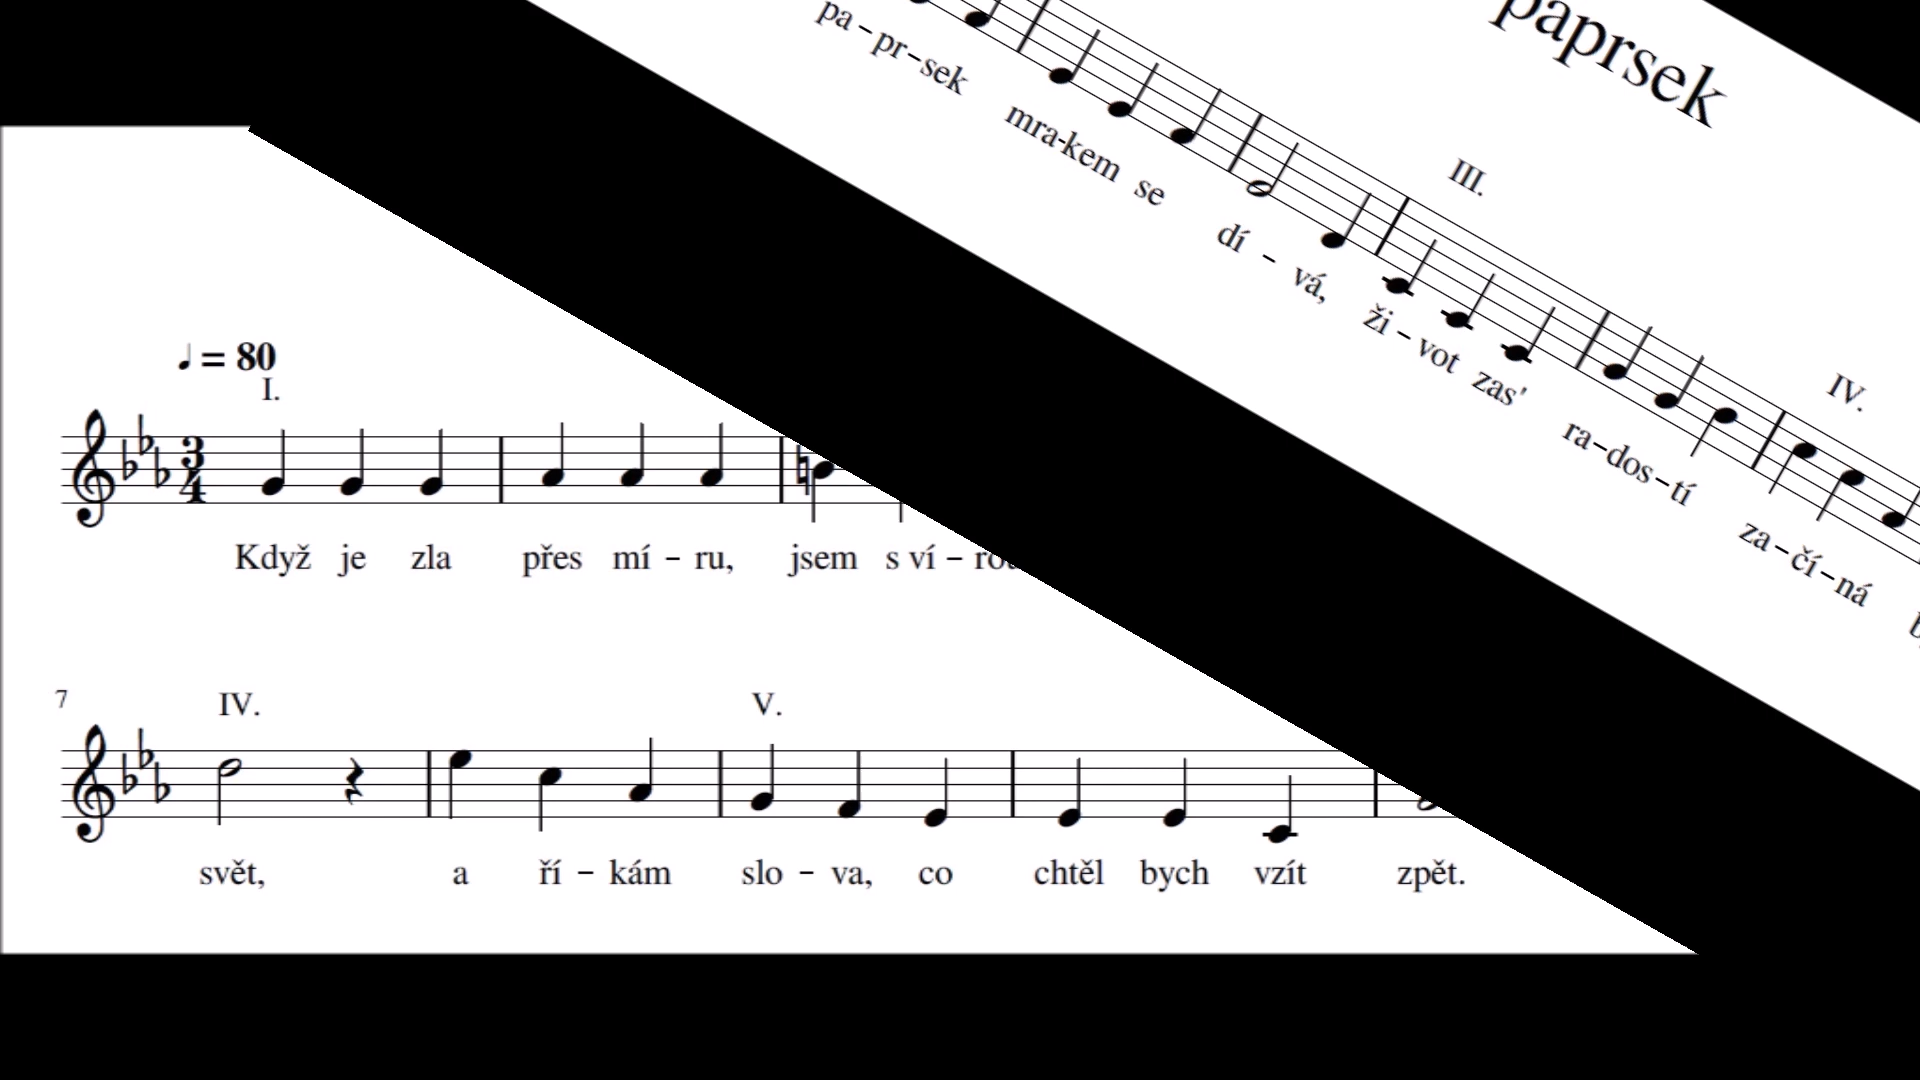 paprsek
pa – pr – sek mra-kem se dí – vá, ži – vot zas' ra – dos – tí za – čí – ná
III.
IV.
♩ = 80
I.
3
4
Když je zla přes mí – ru, jsem s ví –
7
IV. V.
svět, a ří – kám slo – va, co chtěl bych vzít zpět.